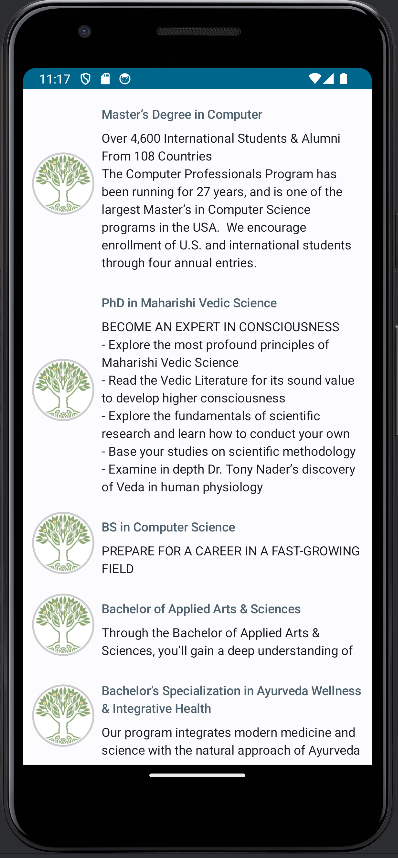 11:17
Master's Degree in Computer
Over 4,600 International Students & Alumni
From 108 Countries
The Computer Professionals Program has
been running for 27 years, and is one of the
largest Master's in Computer Science
programs in the USA.  We encourage
enrollment of U.S. and international students
through four annual entries.
PhD in Maharishi Vedic Science
BECOME AN EXPERT IN CONSCIOUSNESS
- Explore the most profound principles of
Maharishi Vedic Science
- Read the Vedic Literature for its sound value
to develop higher consciousness
- Explore the fundamentals of scientific
research and learn how to conduct your own
- Base your studies on scientific methodology
- Examine in depth Dr. Tony Nader's discovery
of Veda in human physiology
BS in Computer Science
PREPARE FOR A CAREER IN A FAST-GROWING
FIELD
Bachelor of Applied Arts & Sciences
Through the Bachelor of Applied Arts &
Sciences, you'll gain a deep understanding of
Bachelor's Specialization in Ayurveda Wellness
& Integrative Health
Our program integrates modern medicine and
science with the natural approach of Ayurveda